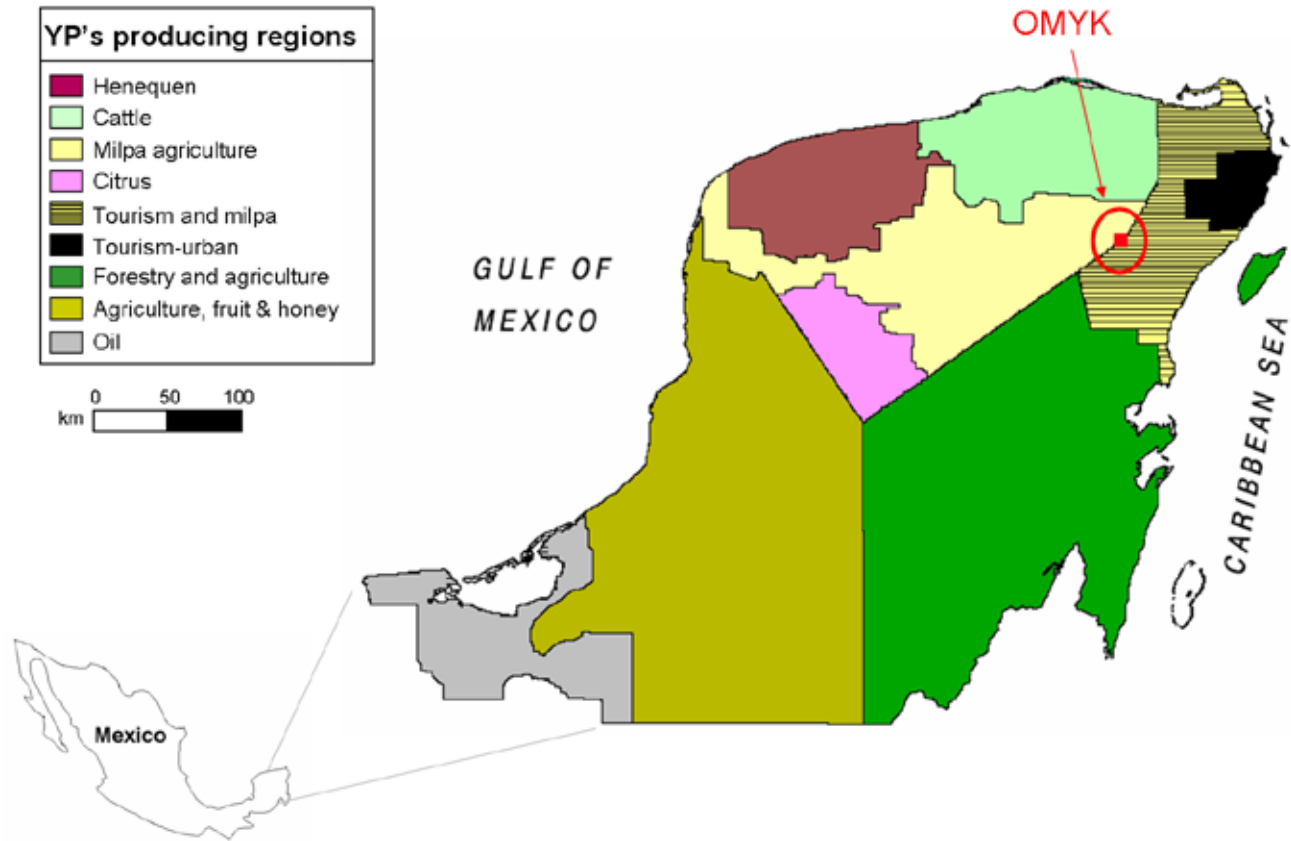 YP's producing regions
Henequen
Cattle
Milpa agriculture
Citrus
Tourism and milpa
Tourism-urban
Forestry and agriculture
Agriculture, fruit & honey
Oil
0 50 100
km
OMYK
GULF OF
MEXICO
CARIBBEAN SEA
Mexico